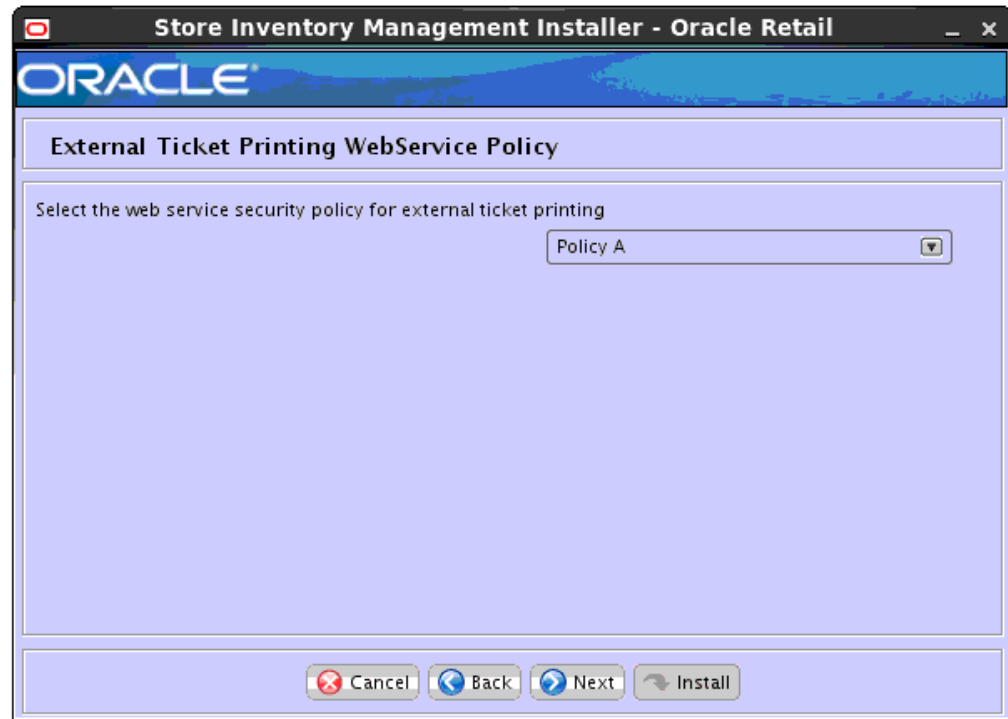 Store Inventory Management Installer - Oracle Retail
ORACLE®
External Ticket Printing WebService Policy
Select the web service security policy for external ticket printing
Policy A
Cancel Back Next Install